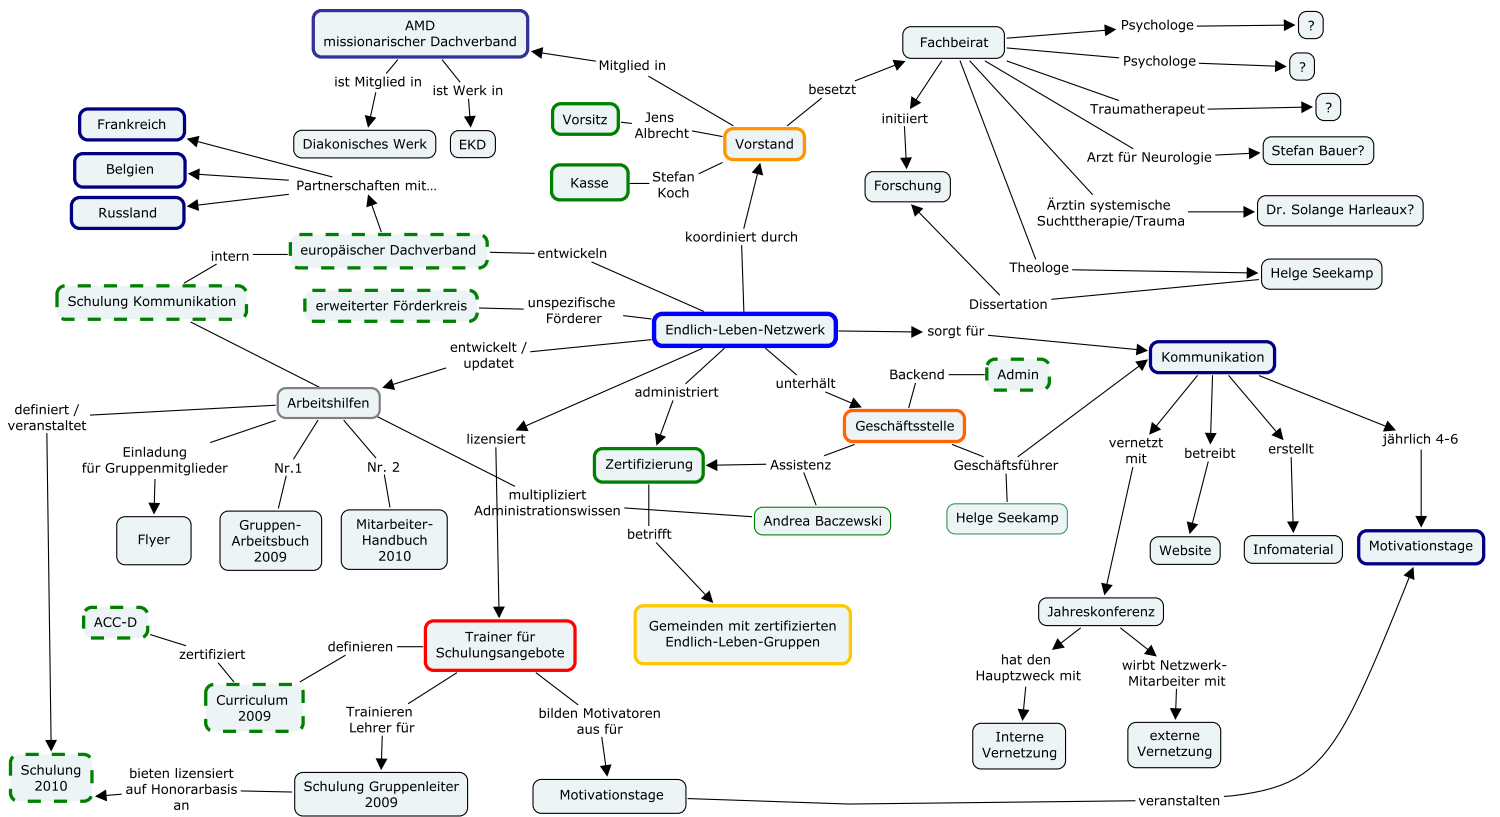 AMD
missionarischer Dachverband
ist Mitglied in
ist Werk in
Diakonisches Werk
EKD
Mitglied in
Vorsitz
Jens
Albrecht
Kasse
Stefan
Koch
Vorstand
besetzt
Fachbeirat
Psychologe
?
Psychologe
?
Traumatherapeut
?
Arzt für Neurologie
Stefan Bauer?
Ärztin systemische
Suchttherapie/Trauma
Dr. Solange Harleaux?
Theologe
Helge Seekamp
Dissertation
initiiert
Forschung
Frankreich
Belgien
Russland
Partnerschaften mit...
europäischer Dachverband
intern
Schulung Kommunikation
erweiterter Förderkreis
entwickeln
unspezifische
Förderer
koordiniert durch
Endlich-Leben-Netzwerk
sorgt für
Kommunikation
entwickelt /
updatet
administriert
unterhält
Backend
Admin
Geschäftsstelle
Arbeitshilfen
definiert /
veranstaltet
lizensiert
Zertifizierung
Assistenz
Geschäftsführer
Andrea Baczewski
Helge Seekamp
vernetzt
mit
betreibt
erstellt
jährlich 4-6
Einladung
für Gruppenmitglieder
Nr.1
Nr. 2
multipliziert
Administrationswissen
betrifft
Flyer
Gruppen-
Arbeitsbuch
2009
Mitarbeiter-
Handbuch
2010
Website
Infomaterial
Motivationstage
Jahreskonferenz
ACC-D
zertifiziert
Curriculum
2009
definieren
Trainer für
Schulungsangebote
Gemeinden mit zertifizierten
Endlich-Leben-Gruppen
hat den
Hauptzweck mit
wirbt Netzwerk-
Mitarbeiter mit
Interne
Vernetzung
externe
Vernetzung
Trainieren
Lehrer für
bilden Motivatoren
aus für
Schulung
2010
bieten lizensiert
auf Honorarbasis
an
Schulung Gruppenleiter
2009
Motivationstage
veranstalten